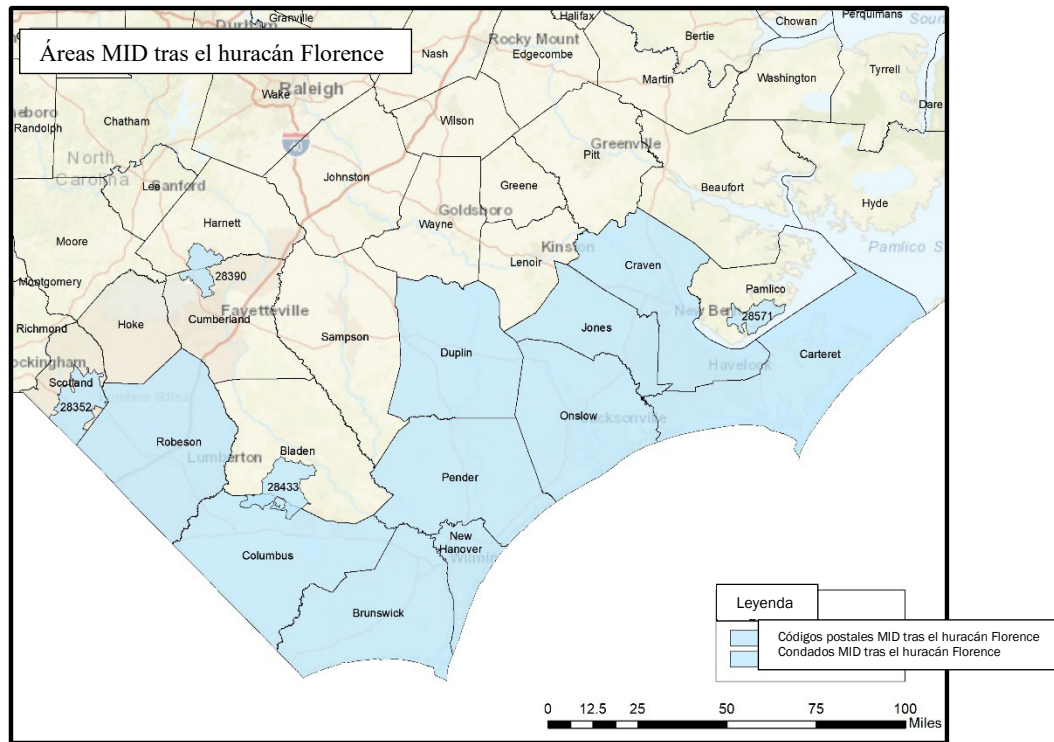 Áreas MID tras el huracán Florence
Granville
Halifax
Chowan
Perquimans
Durham
Nash
Rocky Mount
Edgecombe
Bertie
Martin
Washington
Tyrrell
Dare
Raleigh
Wake
Chatham
Randolph
Wilson
40
North
Carolina
Lee
Sanford
Johnston
Greenville
Pitt
Greene
Beaufort
Hyde
Harnett
Wayne
Goldsboro
Moore
Kinston
Lenoir
Craven
Pamlico
Montgomery
28390
Fayetteville
Cumberland
Hoke
Richmond
Sampson
Duplin
Jones
New Bern
28571
Carteret
Havelock
Scotland
28352
Robeson
Lumberton
Bladen
28433
Onslow
Jacksonville
Pender
New
Hanover
Columbus
Brunswick
Leyenda
Códigos postales MID tras el huracán Florence
Condados MID tras el huracán Florence
0 12.5 25 50 75 100
Miles